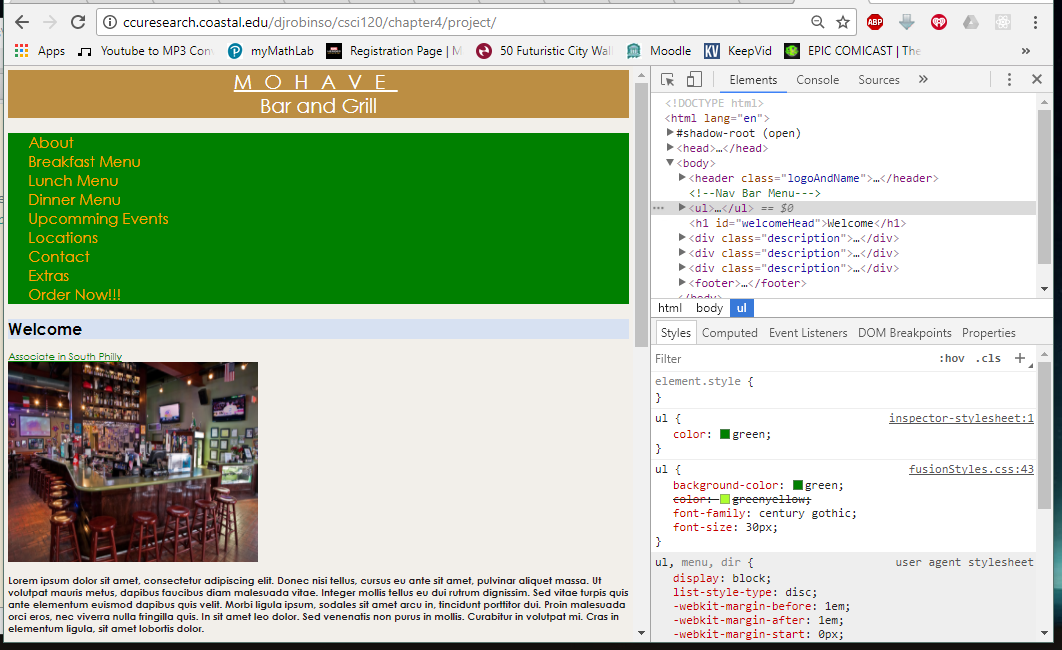 ccuresearch.coastal.edu/djrobinso/csci120/chapter4/project/
ABP
Apps Youtube to MP3 Conv myMathLab Registration Page | M 50 Futuristic City Wall Moodle KV KeepVid EPIC COMICAST | The »
M O H A V E
Bar and Grill
About
Breakfast Menu
Lunch Menu
Dinner Menu
Upcomming Events
Locations
Contact
Extras
Order Now!!!
Welcome
Associate in South Philly
Lorem ipsum dolor sit amet, consectetur adipiscing elit. Donec nisi tellus, cursus eu ante sit amet, pulvinar aliquet massa. Ut
volutpat mauris metus, dapibus faucibus diam malesuada vitae. Integer mollis tellus eu dui rutrum dignissim. Sed vitae turpis quis
ante elementum euismod dapibus quis velit. Morbi ligula ipsum, sodales sit amet arcu in, tincidunt porttitor dui. Proin malesuada
orci eros, nec viverra nulla fringilla quis. In sit amet leo dolor. Sed venenatis non purus in mollis. Curabitur in volutpat mi. Cras in
elementum ligula, sit amet lobortis dolor.
Elements Console Sources »
<!DOCTYPE html>
<html lang="en">
#shadow-root (open)
<head>…</head>
<body>
<header class="logoAndName">…</header>
<!--Nav Bar Menu--->
<ul>…</ul> == $0
<h1 id="welcomeHead">Welcome</h1>
<div class="description">…</div>
<div class="description">…</div>
<div class="description">…</div>
<footer>…</footer>
</body>
html body ul
Styles Computed Event Listeners DOM Breakpoints Properties
Filter :hov .cls +
element.style {
}
ul { inspector-stylesheet:1
color: green;
}
ul { fusionStyles.css:43
background-color: green;
color: greenyellow;
font-family: century gothic;
font-size: 30px;
}
ul, menu, dir { user agent stylesheet
display: block;
list-style-type: disc;
-webkit-margin-before: 1em;
-webkit-margin-after: 1em;
-webkit-margin-start: 0px;